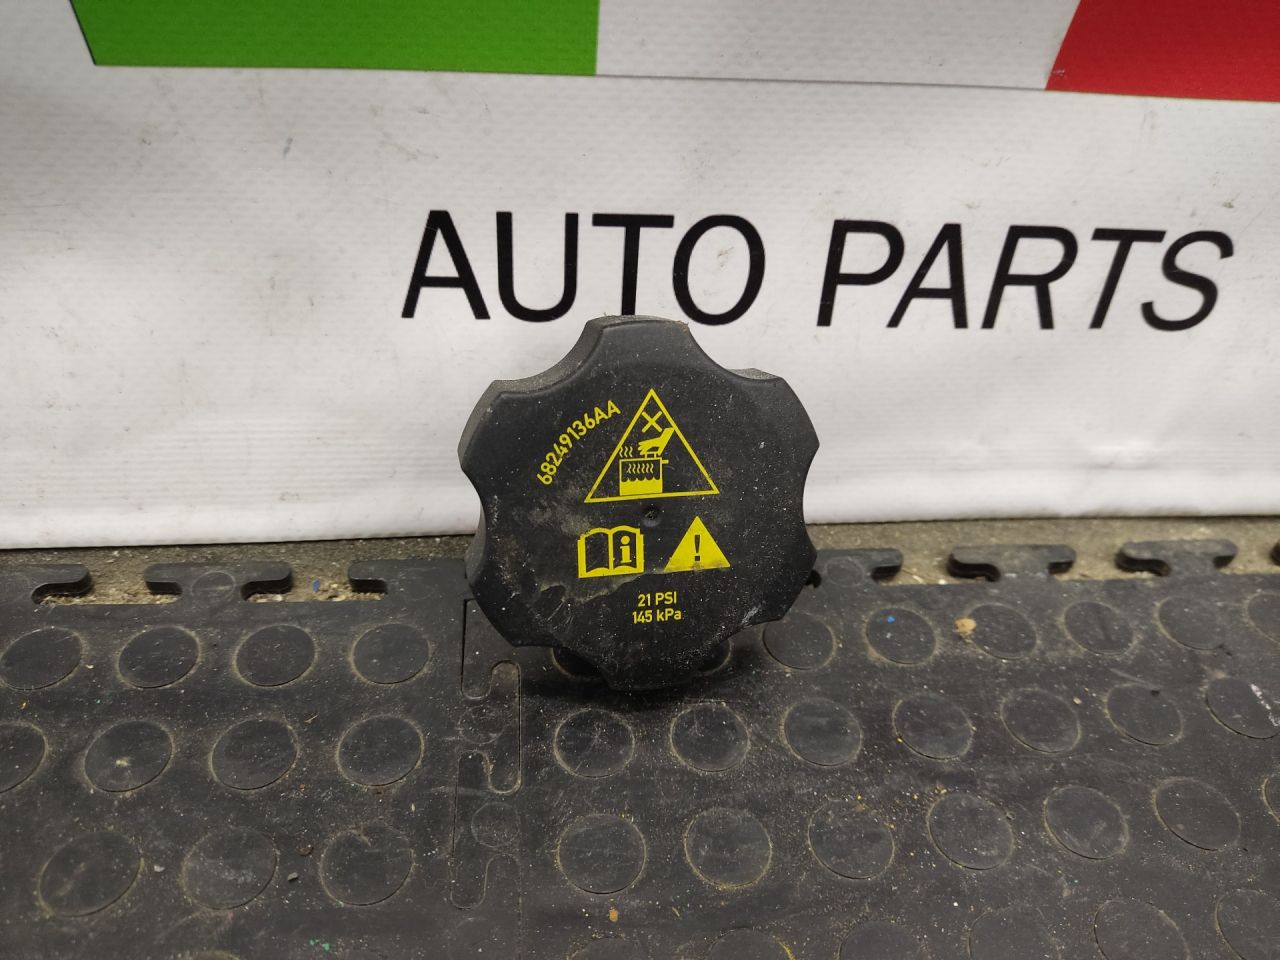 AUTO PARTS
68249136AA
21 PSI
145 kPa